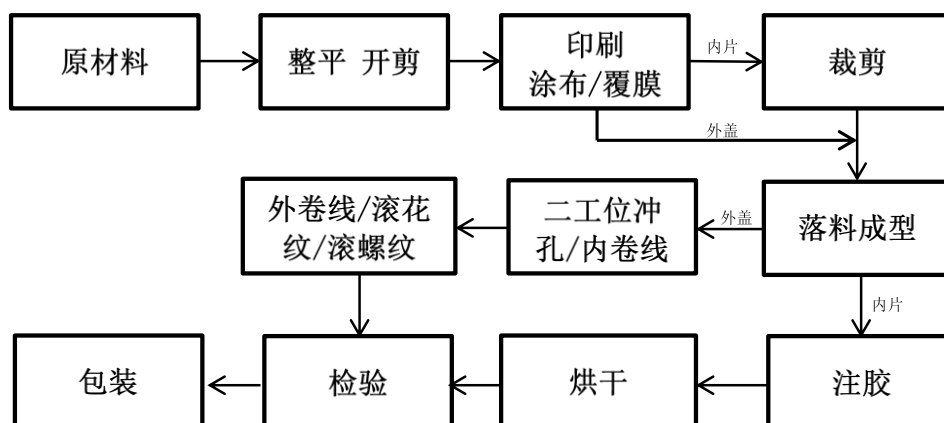 原材料
整平 开剪
印刷
涂布/覆膜
内片
裁剪
外盖
外卷线/滚花
纹/滚螺纹
二工位冲
孔/内卷线
外盖
落料成型
内片
包装
检验
烘干
注胶